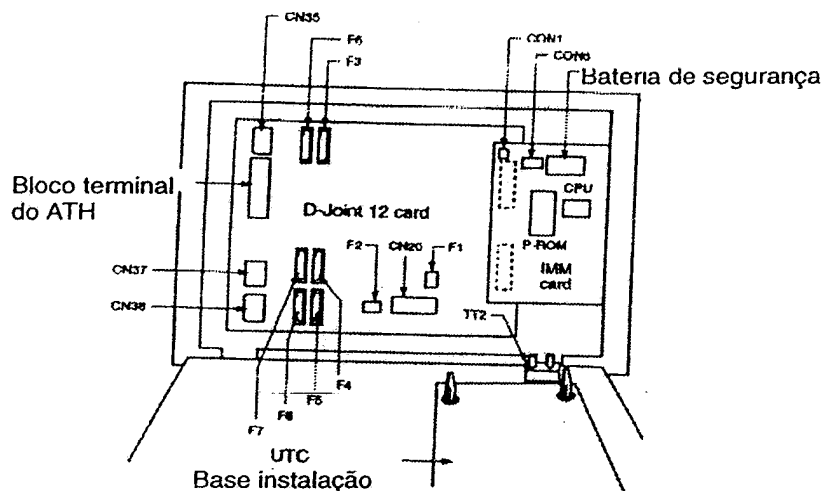 CN35
F6
F3
CON1
CON6
Bateria de segurança
Bloco terminal
do ATH
D-Joint 12 card
CPU
P-ROM
IMM
card
CN37
CN38
F2
CN20
F1
TT2
F7
F6
F5
F4
UTC
Base instalação